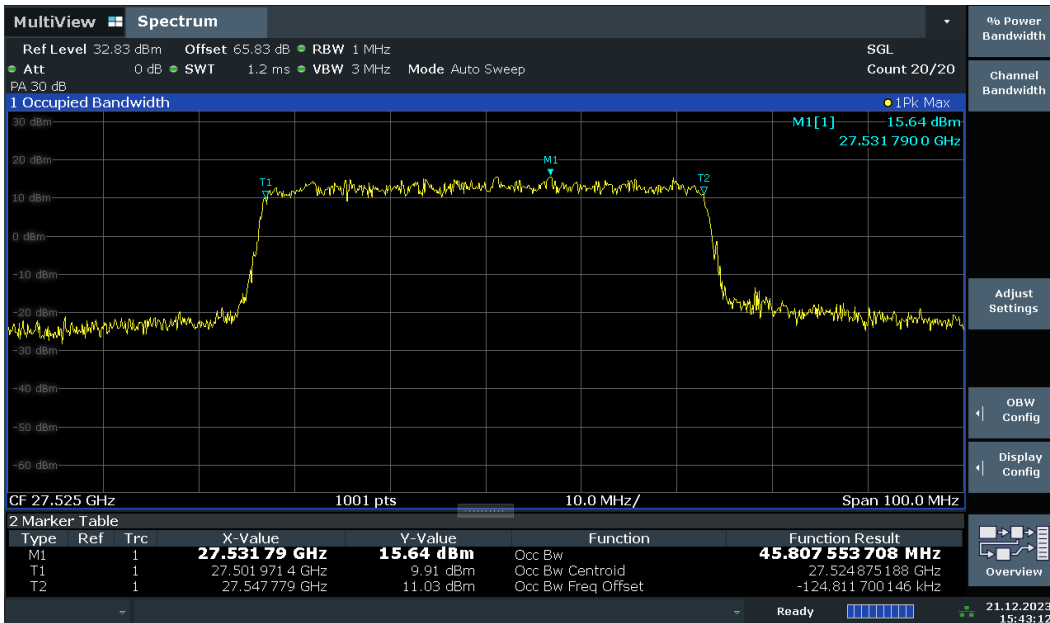 MultiView Spectrum
Ref Level 32.83 dBm Offset 65.83 dB RBW 1 MHz SGL
Att 0 dB SWT 1.2 ms VBW 3 MHz Mode Auto Sweep Count 20/20
PA 30 dB
1 Occupied Bandwidth 1Pk Max
30 dBm M1[1] 15.64 dBm
27.531 790 0 GHz
20 dBm
M1
T1
T2
10 dBm
0 dBm
-10 dBm
-20 dBm
-30 dBm
-40 dBm
-50 dBm
-60 dBm
CF 27.525 GHz 1001 pts 10.0 MHz/ Span 100.0 MHz
2 Marker Table
Type Ref Trc X-Value Y-Value Function Function Result
M1 1 27.531 79 GHz 15.64 dBm Occ Bw 45.807 553 708 MHz
T1 1 27.501 971 4 GHz 9.91 dBm Occ Bw Centroid 27.524 875 188 GHz
T2 1 27.547 779 GHz 11.03 dBm Occ Bw Freq Offset -124.811 700 146 kHz
Ready 21.12.2023
15:43:12
% Power
Bandwidth
Channel
Bandwidth
Adjust
Settings
OBW
Config
Display
Config
Overview